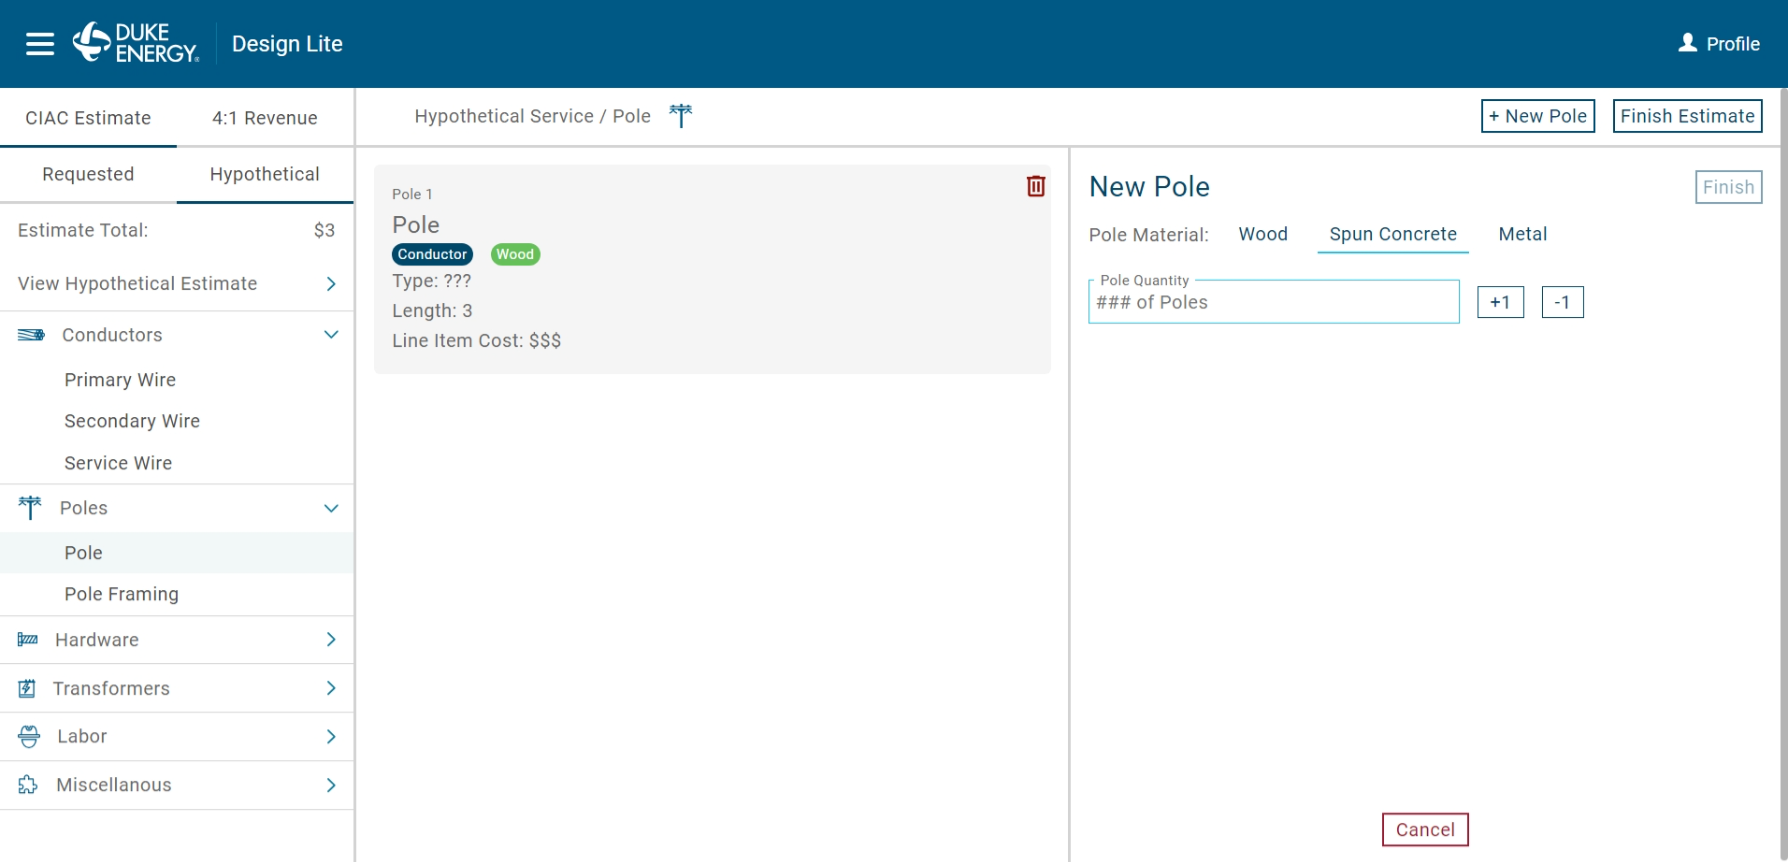 DUKE
ENERGY®
Design Lite
Profile
CIAC Estimate
4:1 Revenue
Requested
Hypothetical
Estimate Total:
$3
View Hypothetical Estimate
Conductors
Primary Wire
Secondary Wire
Service Wire
Poles
Pole
Pole Framing
Hardware
Transformers
Labor
Miscellanous
Hypothetical Service / Pole
+ New Pole
Finish Estimate
Pole 1
Pole
Conductor
Wood
Type: ???
Length: 3
Line Item Cost: $$$
New Pole
Finish
Pole Material:
Wood
Spun Concrete
Metal
Pole Quantity
### of Poles
+1
-1
Cancel